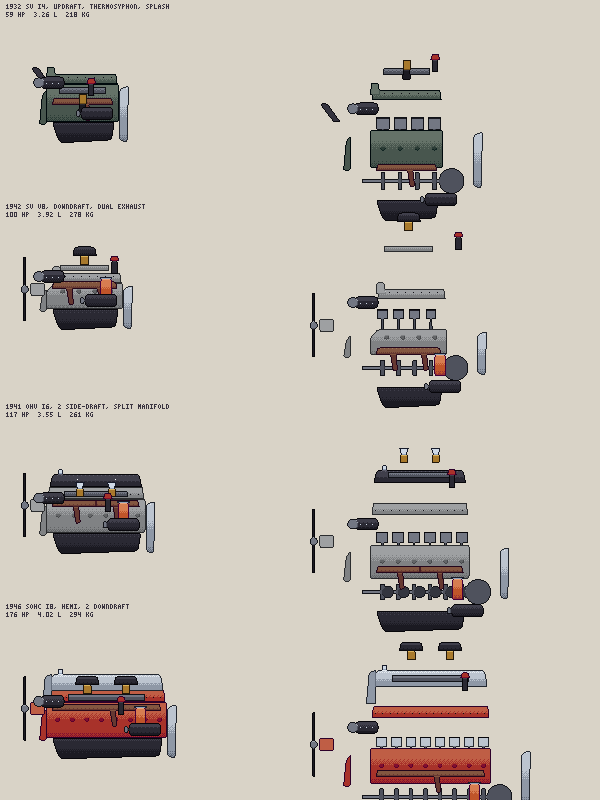 1932 SV I4, UPDRAFT, THERMOSYPHON, SPLASH
59 HP  3.26 L  218 KG
1942 SV V8, DOWNDRAFT, DUAL EXHAUST
100 HP  3.92 L  278 KG
1941 OHV I6, 2 SIDE-DRAFT, SPLIT MANIFOLD
117 HP  3.55 L  261 KG
1946 SOHC I8, HEMI, 2 DOWNDRAFT
176 HP  4.02 L  294 KG